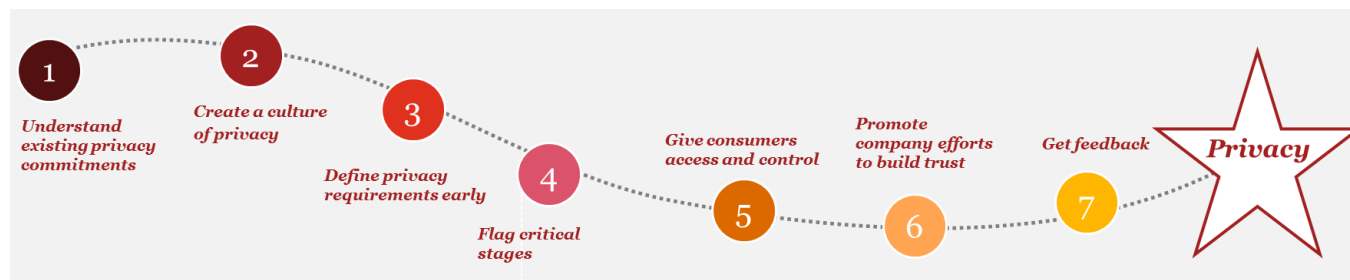 1
Understand
existing privacy
commitments
2
Create a culture
of privacy
3
Define privacy
requirements early
4
Flag critical
stages
5
Give consumers
access and control
6
Promote
company efforts
to build trust
7
Get feedback
Privacy